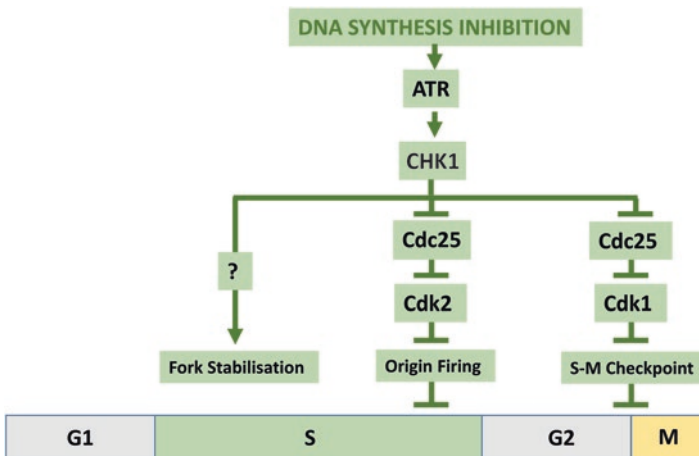 DNA SYNTHESIS INHIBITION
ATR
CHK1
Cdc25
Cdc25
?
Cdk2
Cdk1
Fork Stabilisation
Origin Firing
S-M Checkpoint
G1
S
G2
M